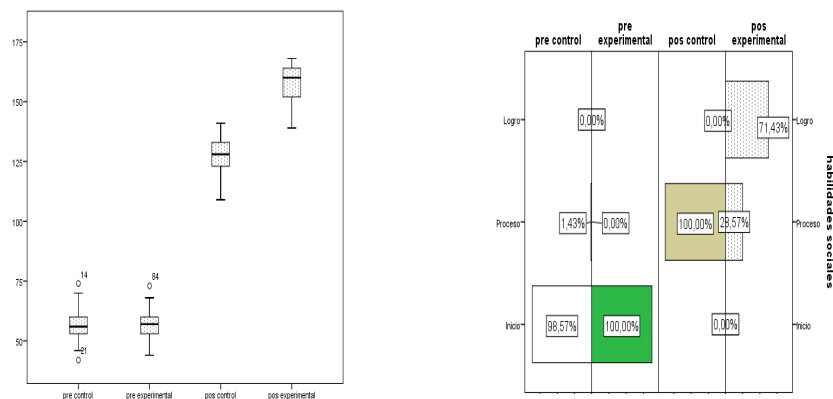 175
150
125
100
75
50
14
21
84
pre control
pre experimental
pos control
pos experimental
pre control
pre
experimental
pos control
pos
experimental
Logro
0,00%
0,00%
71,43%
Logro
Proceso
1,43%
0,00%
100,00%
28,57%
Proceso
Inicio
98,57%
100,00%
0,00%
Inicio
habilidades sociales